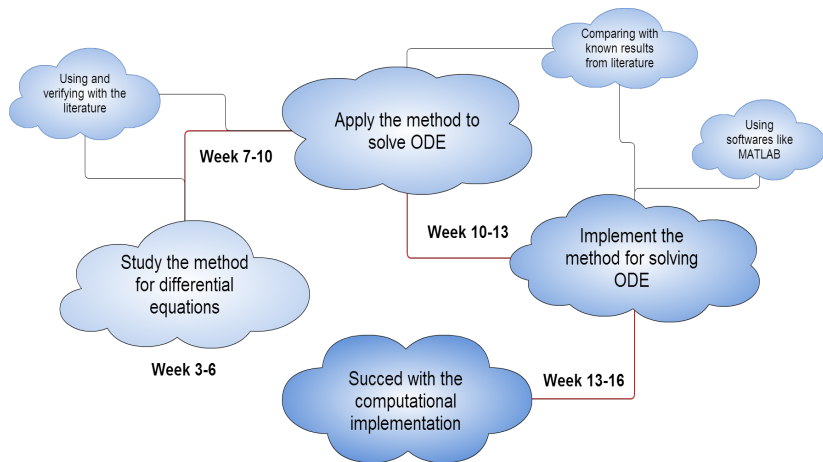 Comparing with
known results
from literature
Using and
verifying with the
literature
Apply the method to
solve ODE
Using
softwares like
MATLAB
Week 7-10
Week 10-13
Implement the
method for solving
ODE
Study the method
for differential
equations
Week 3-6
Succed with the
computational
implementation
Week 13-16